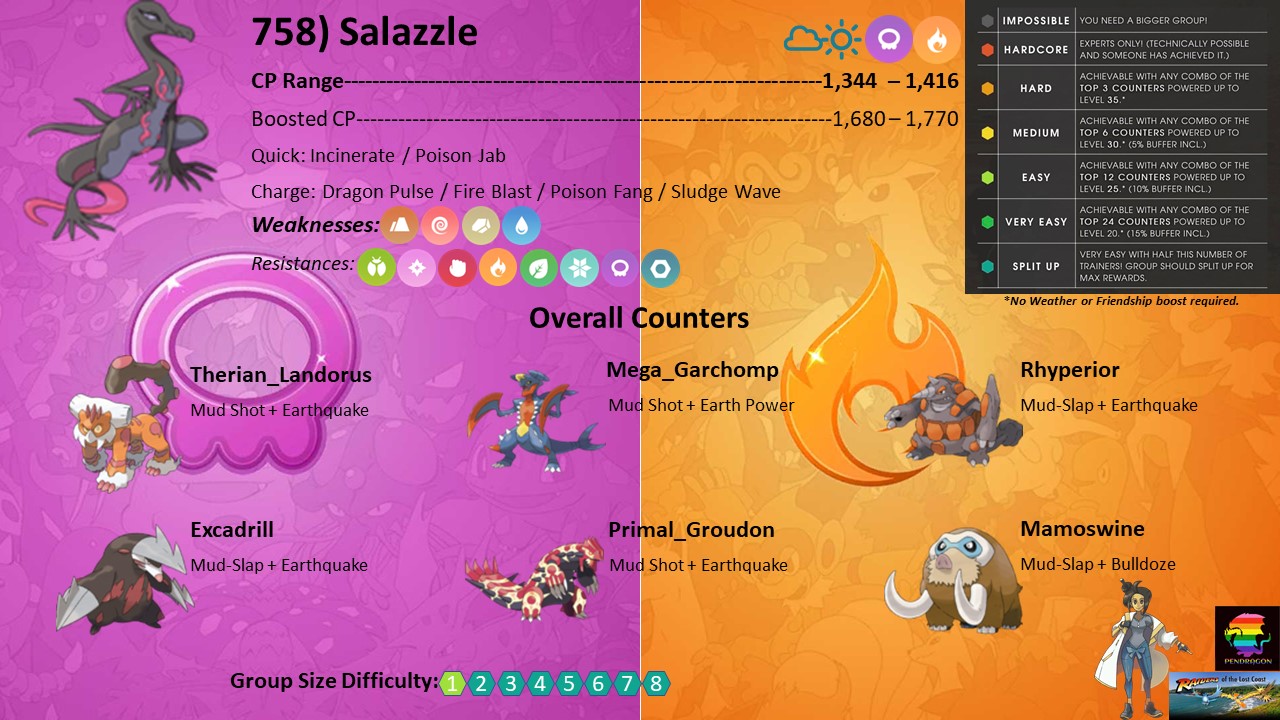 758) Salazzle
CP Range--------------------------------------------------------------------1,344 – 1,416
Boosted CP--------------------------------------------------------------------1,680 – 1,770
Quick: Incinerate / Poison Jab
Charge: Dragon Pulse / Fire Blast / Poison Fang / Sludge Wave
Weaknesses:
Resistances:
IMPOSSIBLE YOU NEED A BIGGER GROUP!
HARDCORE EXPERTS ONLY! (TECHNICALLY POSSIBLE
AND SOMEONE HAS ACHIEVED IT.)
HARD ACHIEVABLE WITH ANY COMBO OF THE
TOP 3 COUNTERS POWERED UP TO
LEVEL 35.*
MEDIUM ACHIEVABLE WITH ANY COMBO OF THE
TOP 6 COUNTERS POWERED UP TO
LEVEL 30.* (5% BUFFER INCL.)
EASY ACHIEVABLE WITH ANY COMBO OF THE
TOP 12 COUNTERS POWERED UP TO
LEVEL 25.* (10% BUFFER INCL.)
VERY EASY ACHIEVABLE WITH ANY COMBO OF THE
TOP 24 COUNTERS POWERED UP TO
LEVEL 20.* (15% BUFFER INCL.)
SPLIT UP VERY EASY WITH HALF THIS NUMBER OF
TRAINERS! GROUP SHOULD SPLIT UP FOR
MAX REWARDS.
*No Weather or Friendship boost required.
Overall Counters
Therian_Landorus
Mud Shot + Earthquake
Mega_Garchomp
Mud Shot + Earth Power
Rhyperior
Mud-Slap + Earthquake
Excadrill
Mud-Slap + Earthquake
Primal_Groudon
Mud Shot + Earthquake
Mamoswine
Mud-Slap + Bulldoze
Group Size Difficulty: 1 2 3 4 5 6 7 8
PENDRAGON
RAIDERS of the Lost Coast